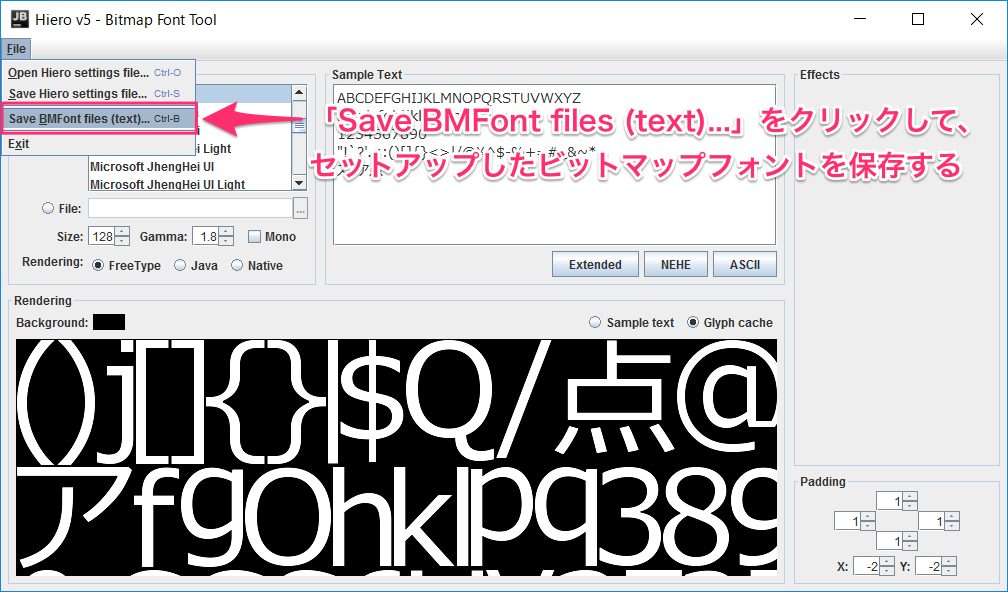 Hiero v5 - Bitmap Font Tool
File
Open Hiero settings file... Ctrl-O
Save Hiero settings file... Ctrl-S
Save BMFont files (text)... Ctrl-B
Exit
Light
Microsoft JhengHei UI
Microsoft JhengHei UI Light
File:
...
Size: 128 Gamma: 1.8 Mono
Rendering: FreeType Java Native
Sample Text
ABCDEFGHIJKLMNOPQRSTUVWXYZ
1234567890
「Save BMFont files (text)...」をクリックして、
セットアップしたビットマップフォントを保存する
Extended NEHE ASCII
Effects
Rendering
Background: Sample text Glyph cache
()j[]{}|$Q/点@
アfgOhklpq389
Padding
1
1 1
1
X: -2 Y: -2